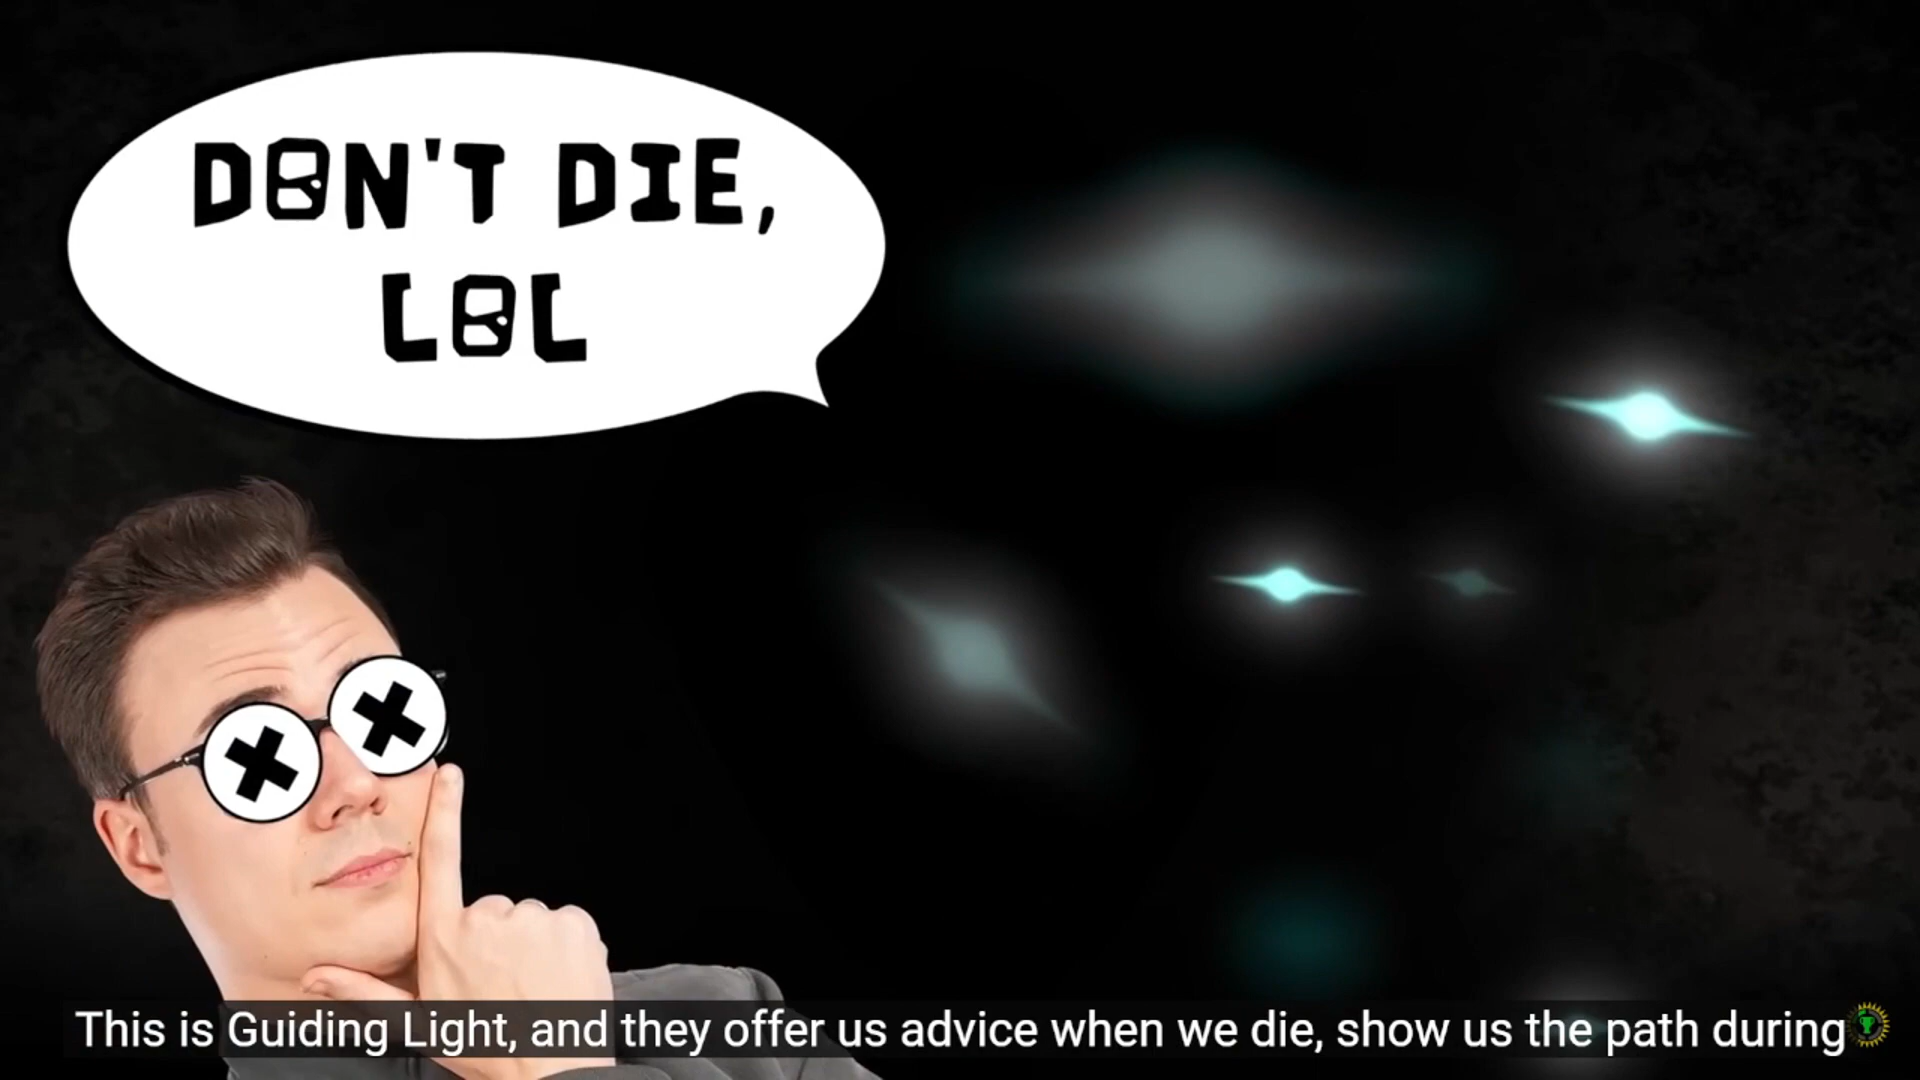 DON'T DIE,
LOL
This is Guiding Light, and they offer us advice when we die, show us the path during